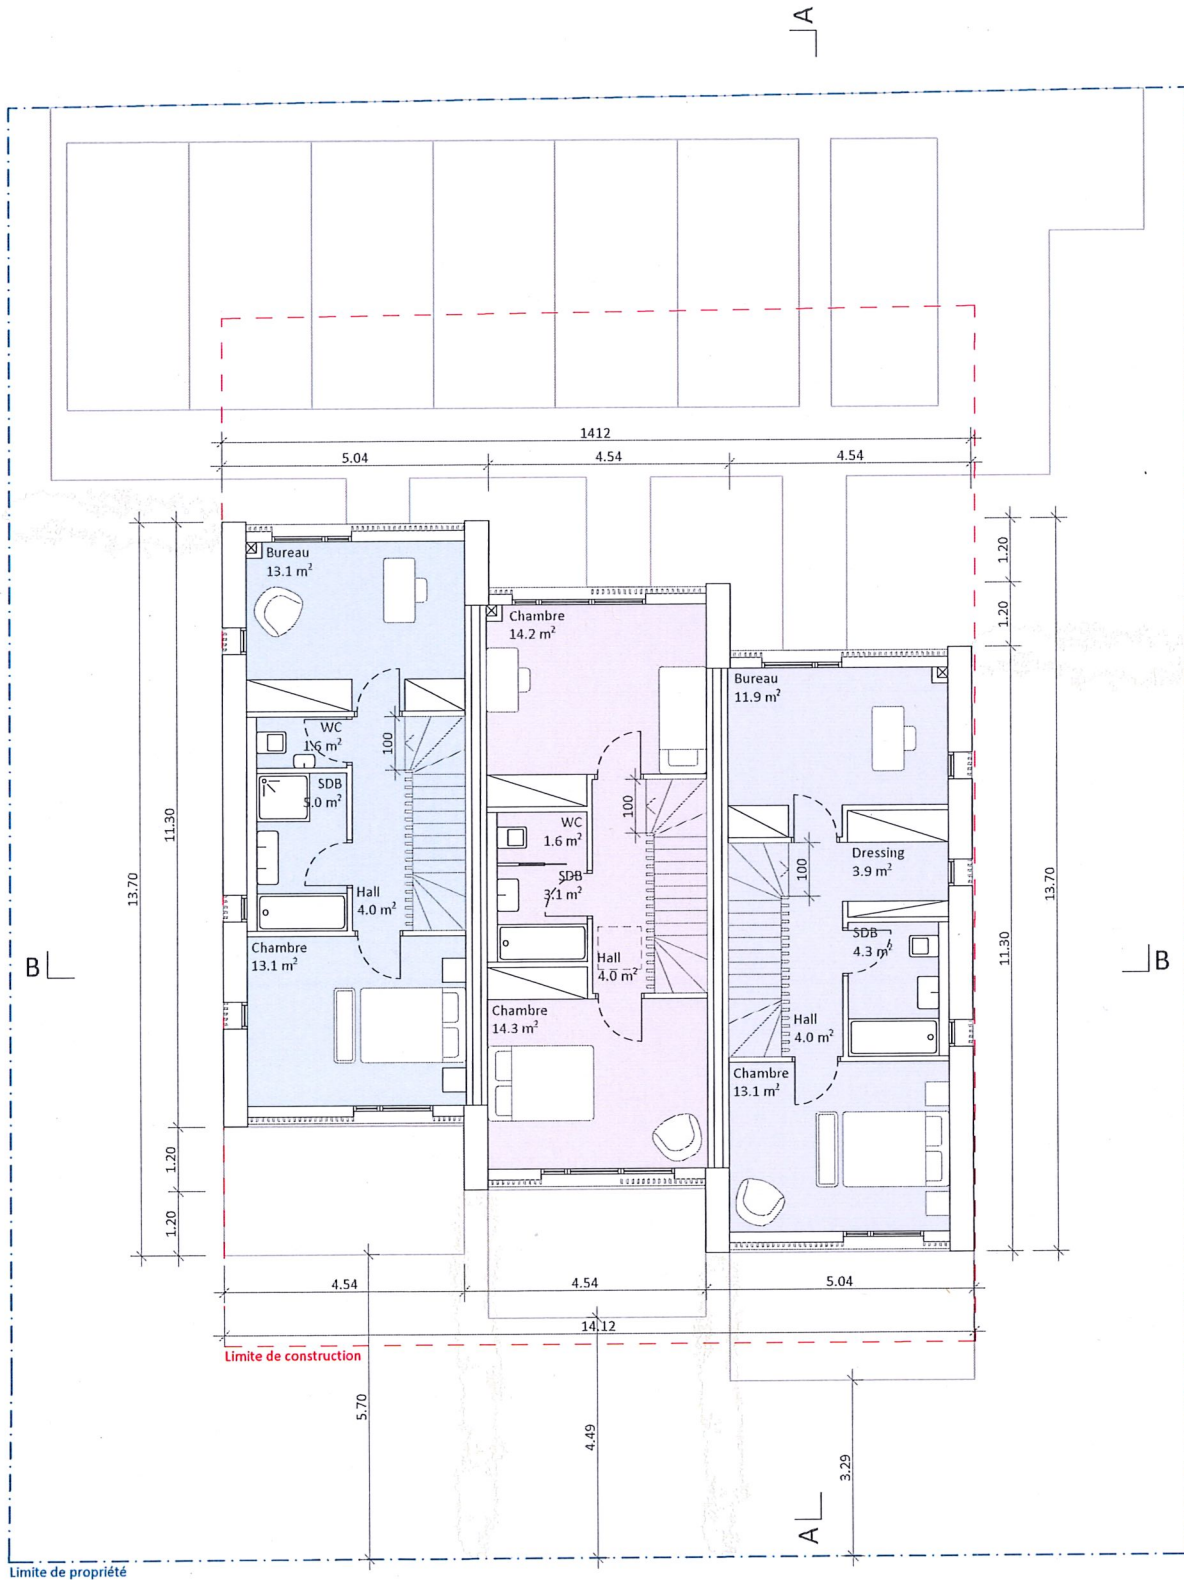 A
1412
5.04
4.54
4.54
Bureau
13.1 m²
WC
1.6 m²
100
SDB
5.0 m²
Hall
4.0 m²
Chambre
13.1 m²
Chambre
14.2 m²
100
WC
1.6 m²
SDB
3.1 m²
Hall
4.0 m²
Chambre
14.3 m²
Bureau
11.9 m²
100
Dressing
3.9 m²
SDB
4.3 m²
Hall
4.0 m²
Chambre
13.1 m²
13.70
11.30
1.20
1.20
1.20
1.20
11.30
13.70
B
B
4.54
4.54
5.04
14.12
Limite de construction
5.70
4.49
3.29
A
Limite de propriété